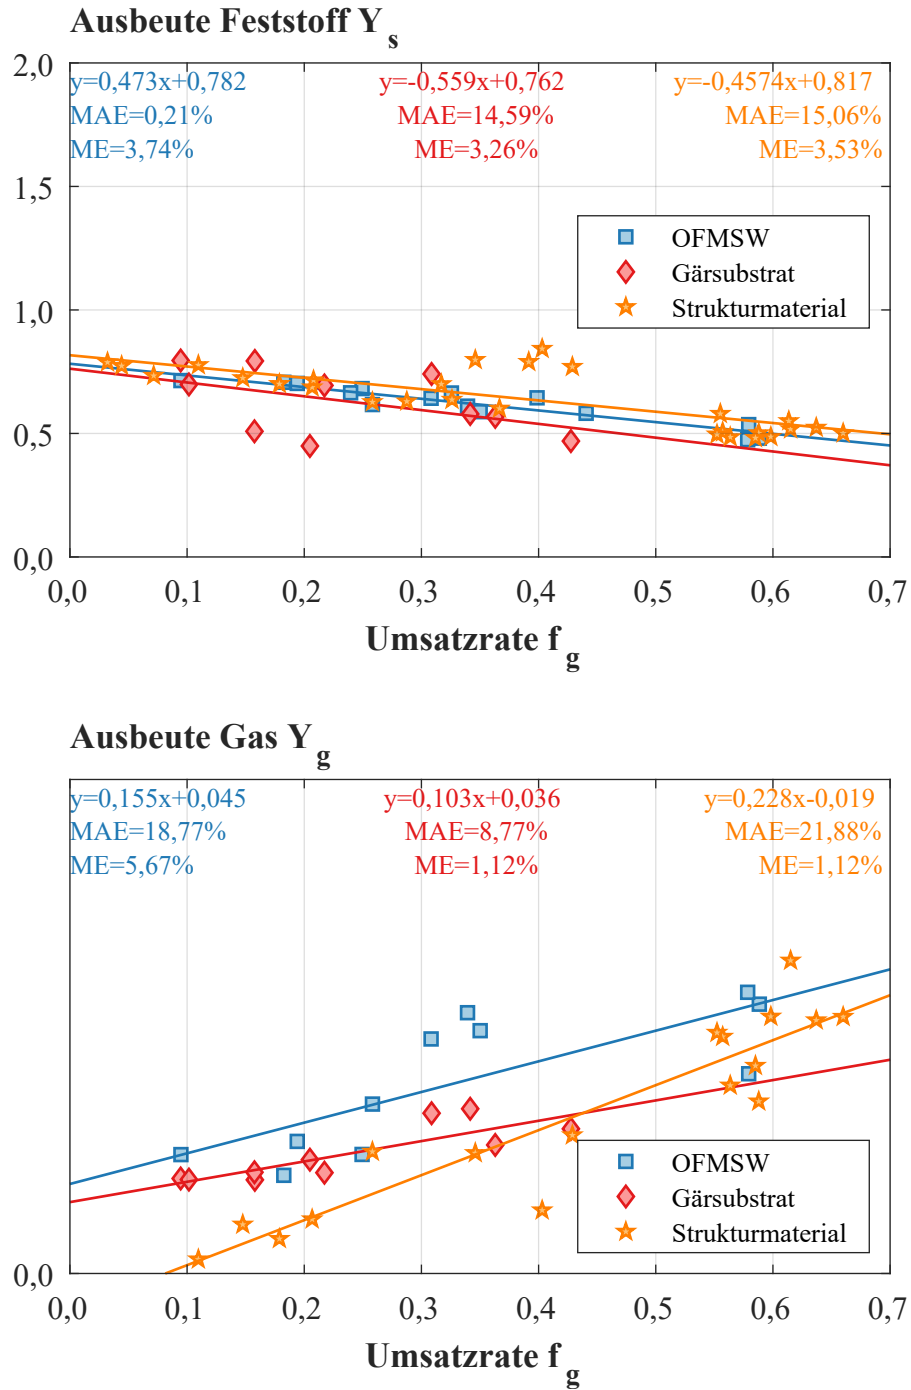 Ausbeute Feststoff Y_s
2,0
y=0,473x+0,782 y=-0,559x+0,762 y=-0,4574x+0,817
MAE=0,21% MAE=14,59% MAE=15,06%
ME=3,74% ME=3,26% ME=3,53%
1,5
OFMSW
Gärsubstrat
1,0
Strukturmaterial
0,5
0,0
0,0 0,1 0,2 0,3 0,4 0,5 0,6 0,7
Umsatzrate f_g
Ausbeute Gas Y_g
y=0,155x+0,045 y=0,103x+0,036 y=0,228x-0,019
MAE=18,77% MAE=8,77% MAE=21,88%
ME=5,67% ME=1,12% ME=1,12%
OFMSW
Gärsubstrat
Strukturmaterial
0,0
0,0 0,1 0,2 0,3 0,4 0,5 0,6 0,7
Umsatzrate f_g